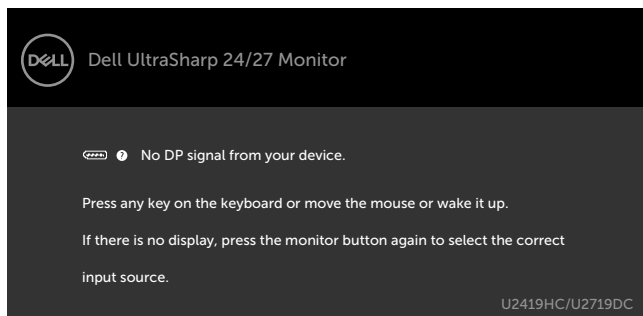 DELL
Dell UltraSharp 24/27 Monitor
? No DP signal from your device.
Press any key on the keyboard or move the mouse or wake it up.
If there is no display, press the monitor button again to select the correct
input source.
U2419HC/U2719DC